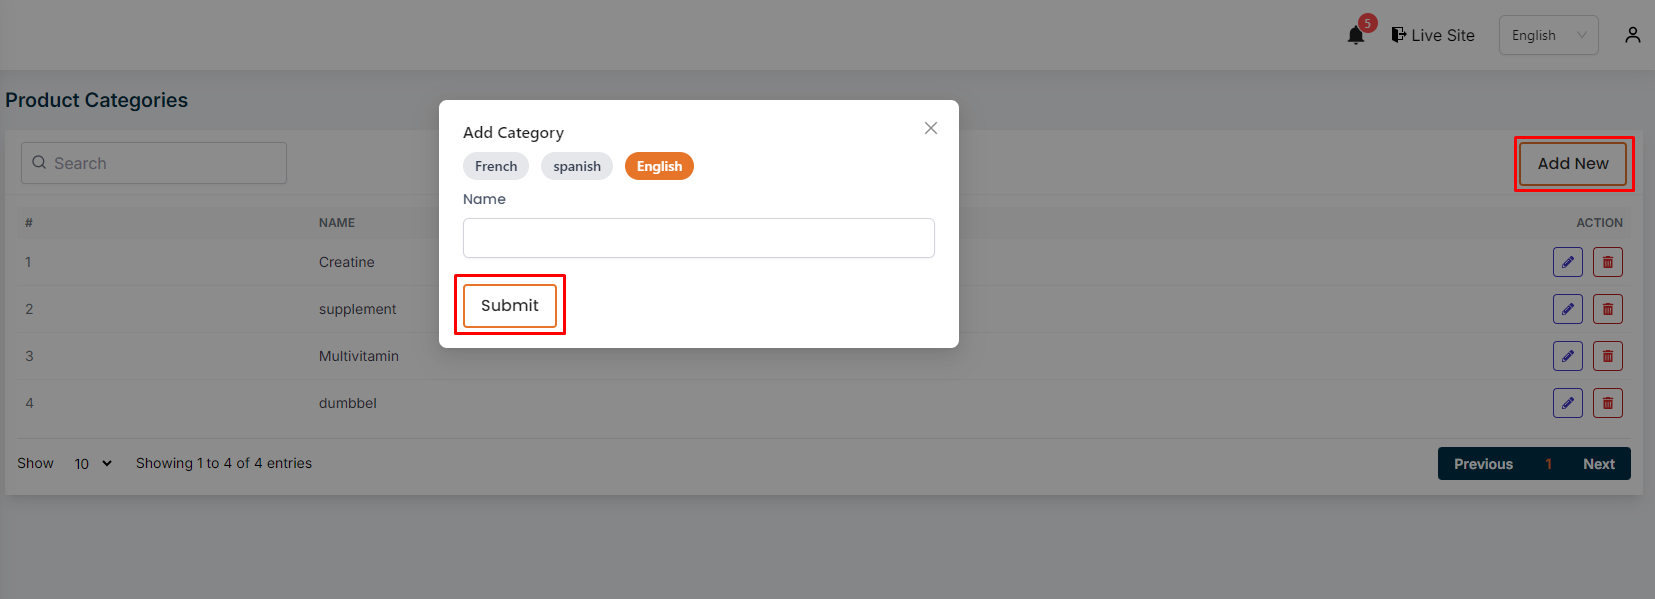 5
Live Site
English
Product Categories
Search
Add New
Add Category
French spanish English
Name
Submit
# NAME ACTION
1 Creatine
2 supplement
3 Multivitamin
4 dumbbel
Show 10 Showing 1 to 4 of 4 entries
Previous 1 Next